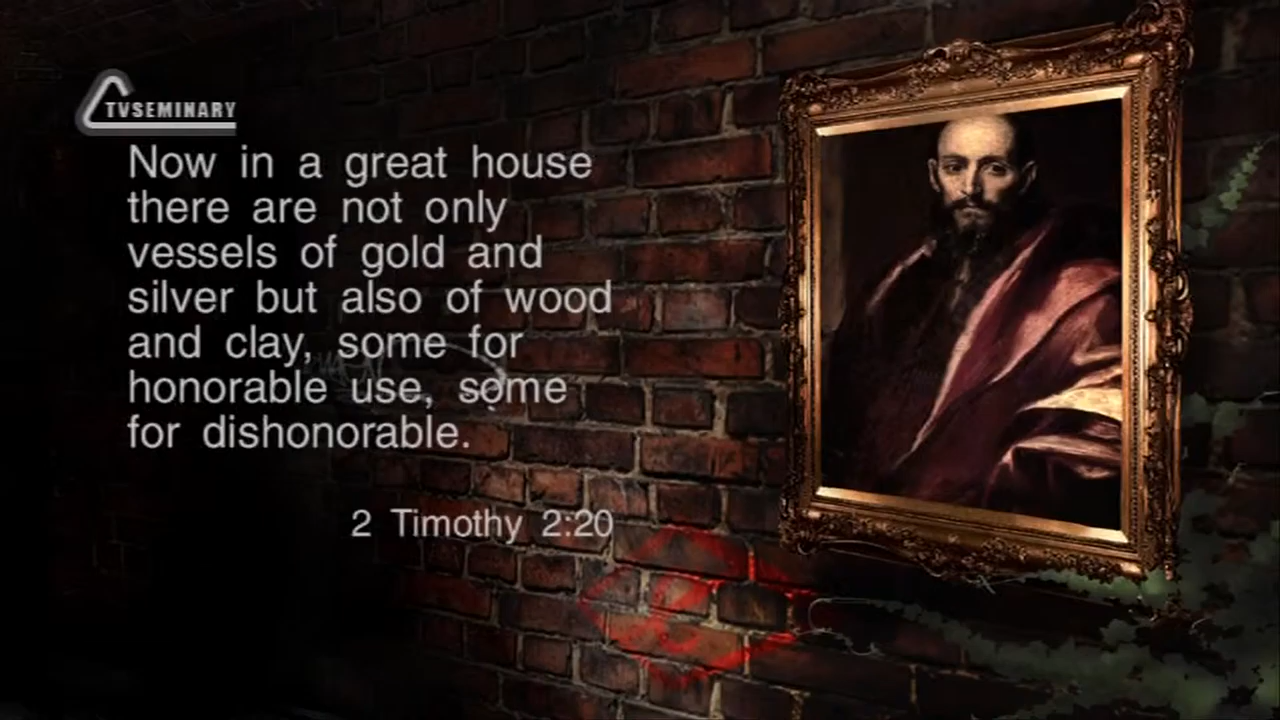 TVSEMINARY
Now in a great house
there are not only
vessels of gold and
silver but also of wood
and clay, some for
honorable use, some
for dishonorable.
2 Timothy 2:20